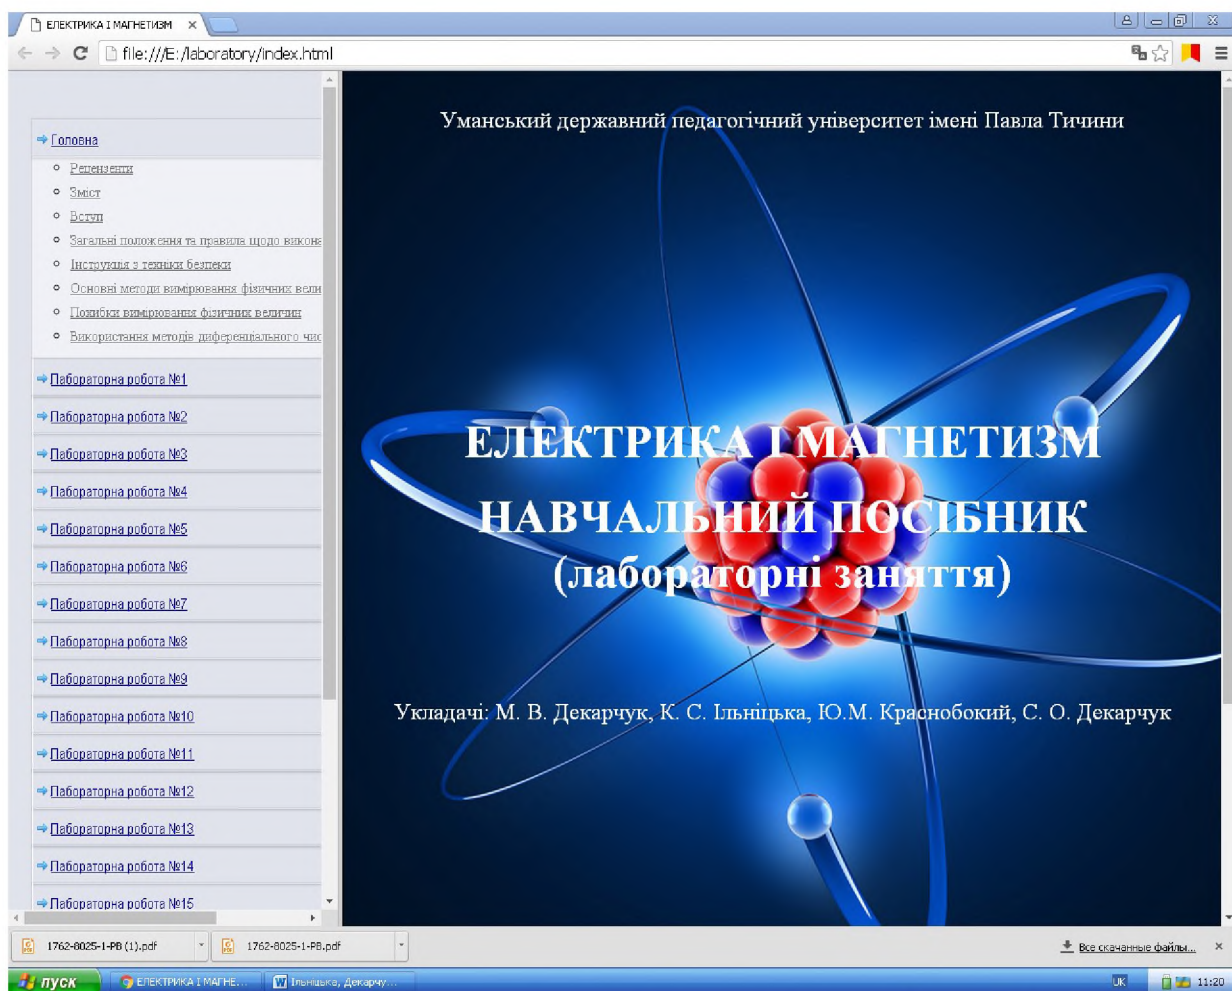 ЕЛЕКТРИКА І МАГНЕТИЗМ
file:///E:/laboratory/index.html
Головна
Рецензенти
Зміст
Вступ
Загальні положення та правила щодо викона
Інструкція з техніки безпеки
Основні методи вимірювання фізичних вели
Похибки вимірювання фізичних величин
Використання методів диференціального чис
Лабораторна робота №1
Лабораторна робота №2
Лабораторна робота №3
Лабораторна робота №4
Лабораторна робота №5
Лабораторна робота №6
Лабораторна робота №7
Лабораторна робота №8
Лабораторна робота №9
Лабораторна робота №10
Лабораторна робота №11
Лабораторна робота №12
Лабораторна робота №13
Лабораторна робота №14
Лабораторна робота №15
Уманський державний педагогічний університет імені Павла Тичини
ЕЛЕКТРИКА І МАГНЕТИЗМ
НАВЧАЛЬНИЙ ПОСІБНИК
(лабораторні заняття)
Укладачі: М. В. Декарчук, К. С. Ільніцька, Ю.М. Краснобокий, С. О. Декарчук
1762-8025-1-PB (1).pdf
1762-8025-1-PB.pdf
Все скачанные файлы...
пуск
ЕЛЕКТРИКА І МАГНЕ...
Ільніцька, Декарчу...
UK
11:20